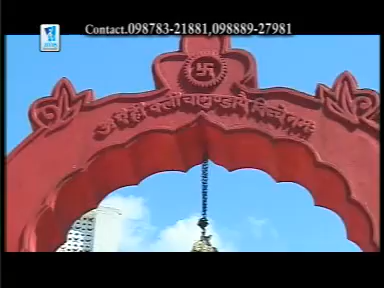 Contact.098783-21881,098889-27981
ॐ ऐं ह्रीं क्लीं चामुण्डायै विच्चे नमः